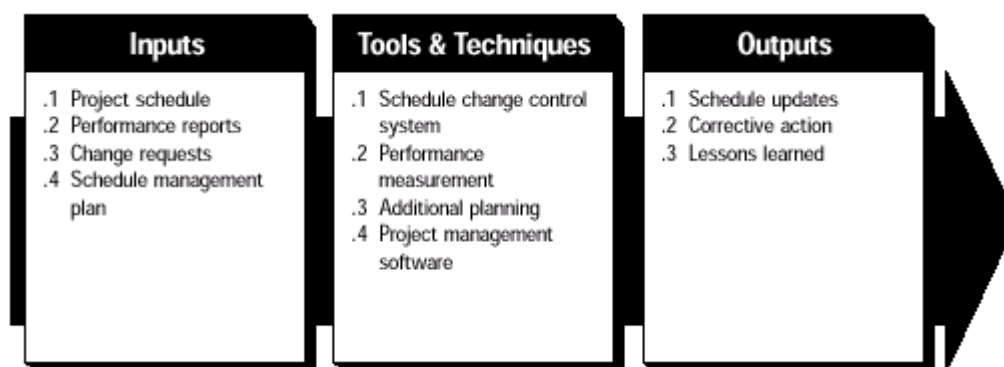 Inputs
.1 Project schedule
.2 Performance reports
.3 Change requests
.4 Schedule management
plan
Tools & Techniques
.1 Schedule change control
system
.2 Performance
measurement
.3 Additional planning
.4 Project management
software
Outputs
.1 Schedule updates
.2 Corrective action
.3 Lessons learned